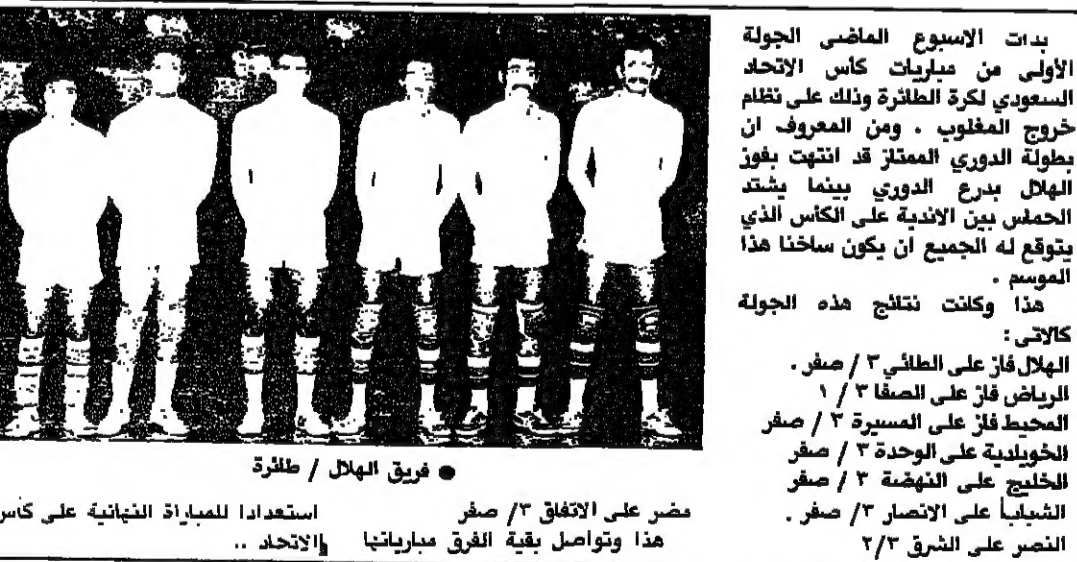 بدات الاسبوع الماضى الجولة
الأولى من مباريات كأس الاتحاد
السعودي لكرة الطائرة وذلك على نظام
خروج المغلوب . ومن المعروف ان
بطولة الدوري الممتاز قد انتهت بفوز
الهلال بدرع الدوري بينما يشتد
الحماس بين الاندية على الكأس الذي
يتوقع له الجميع ان يكون ساخنا هذا
الموسم .
هذا وكانت نتائج هذه الجولة
كالاتى :
الهلال فاز على الطائي ٣ / صفر .
الرياض فاز على الصفا ٣ / ١
المحيط فاز على المسيرة ٣ / صفر
الخويلدية على الوحدة ٣ / صفر
الخليج على النهضة ٣ / صفر
الشباباً على الانصار ٣/ صفر .
النصر على الشرق ٢/٣
● فريق الهلال / طائرة
مضر على الاتفاق ٣/ صفر
هذا وتواصل بقية الفرق مبارياتها
استعدادا للمباراة النهائية على كأس
الاتحاد ..